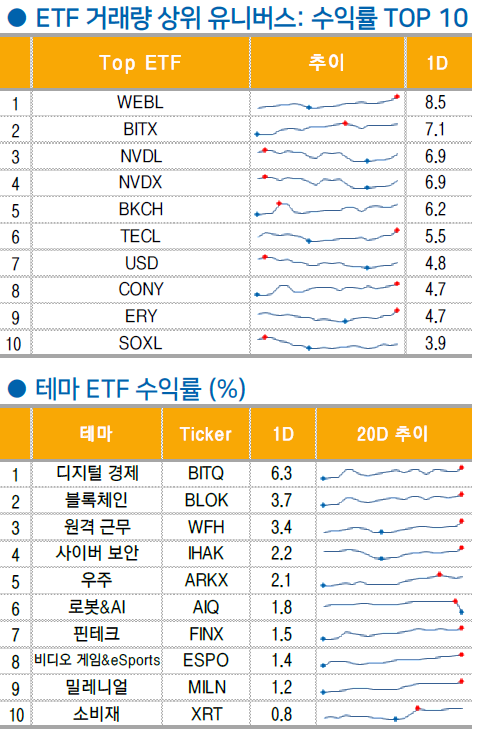 ● ETF 거래량 상위 유니버스: 수익률 TOP 10
Top ETF 추이 1D
1 WEBL 8.5
2 BITX 7.1
3 NVDL 6.9
4 NVDX 6.9
5 BKCH 6.2
6 TECL 5.5
7 USD 4.8
8 CONY 4.7
9 ERY 4.7
10 SOXL 3.9
● 테마 ETF 수익률 (%)
테마 Ticker 1D 20D 추이
1 디지털 경제 BITQ 6.3
2 블록체인 BLOK 3.7
3 원격 근무 WFH 3.4
4 사이버 보안 IHAK 2.2
5 우주 ARKX 2.1
6 로봇&AI AIQ 1.8
7 핀테크 FINX 1.5
8 비디오 게임&eSports ESPO 1.4
9 밀레니얼 MILN 1.2
10 소비재 XRT 0.8